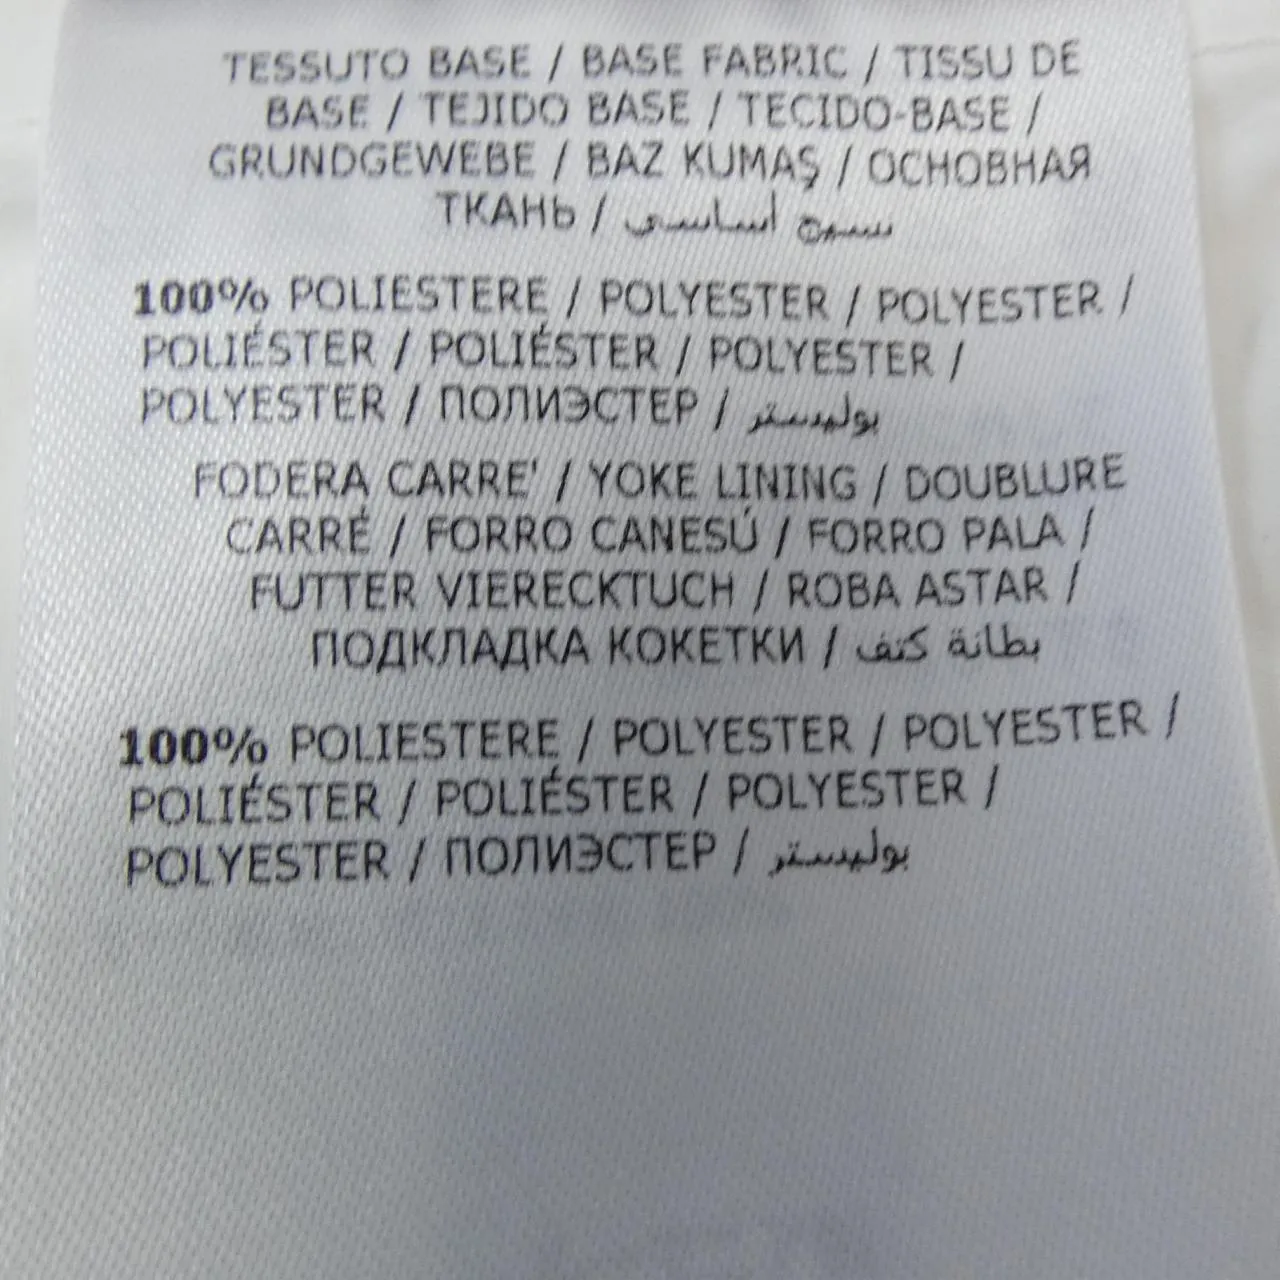 TESSUTO BASE / BASE FABRIC / TISSU DE
BASE / TEJIDO BASE / TECIDO-BASE /
GRUNDGEWEBE / BAZ KUMAŞ / ОСНОВНАЯ
ТКАНЬ / نسيج أساسي
100% POLIESTERE / POLYESTER / POLYESTER /
POLIÉSTER / POLIÉSTER / POLYESTER /
POLYESTER / ПОЛИЭСТЕР / بوليستر
FODERA CARRE' / YOKE LINING / DOUBLURE
CARRÉ / FORRO CANESÚ / FORRO PALA /
FUTTER VIERECKTUCH / ROBA ASTAR /
ПОДКЛАДКА КОКЕТКИ / بطانة كتف
100% POLIESTERE / POLYESTER / POLYESTER /
POLIÉSTER / POLIÉSTER / POLYESTER /
POLYESTER / ПОЛИЭСТЕР / بوليستر